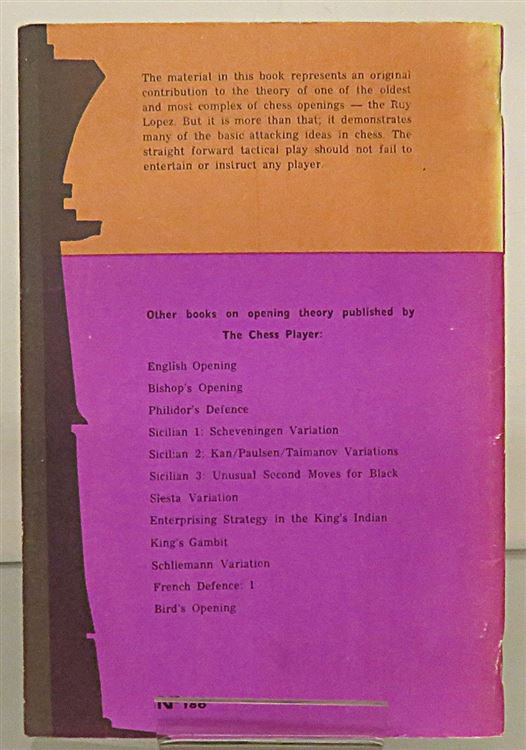 The material in this book represents an original
contribution to the theory of one of the oldest
and most complex of chess openings — the Ruy
Lopez. But it is more than that; it demonstrates
many of the basic attacking ideas in chess. The
straight forward tactical play should not fail to
entertain or instruct any player.
Other books on opening theory published by
The Chess Player:
English Opening
Bishop's Opening
Philidor's Defence
Sicilian 1: Scheveningen Variation
Sicilian 2: Kan/Paulsen/Taimanov Variations
Sicilian 3: Unusual Second Moves for Black
Siesta Variation
Enterprising Strategy in the King's Indian
King's Gambit
Schliemann Variation
French Defence: 1
Bird's Opening